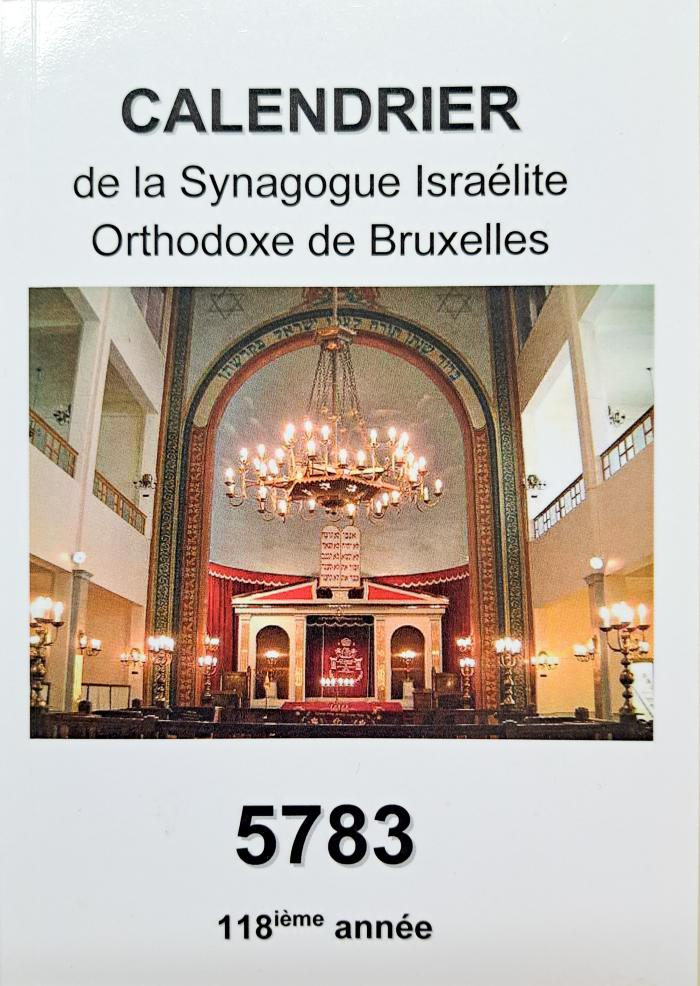 CALENDRIER
de la Synagogue Israélite
Orthodoxe de Bruxelles
5783
118ième année